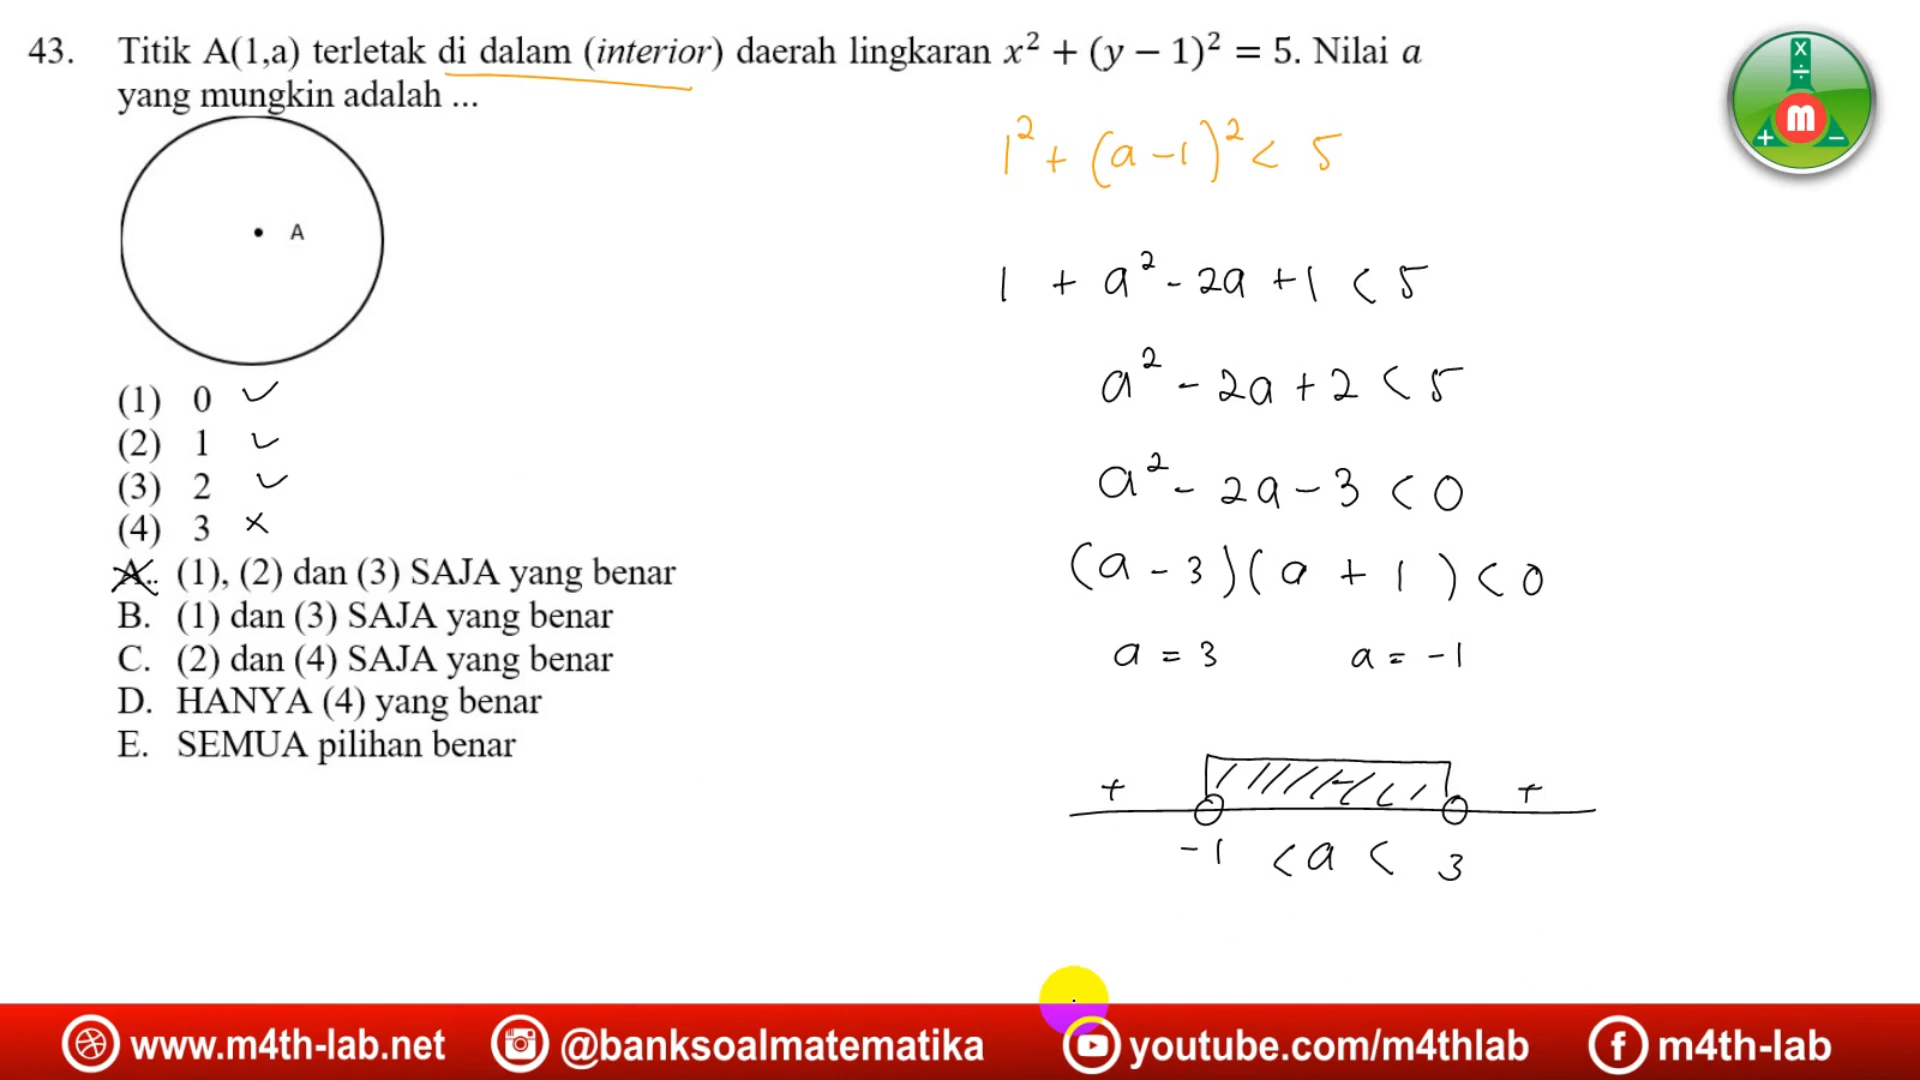 43. Titik A(1,a) terletak di dalam (interior) daerah lingkaran x² + (y − 1)² = 5. Nilai a
yang mungkin adalah ...
A
(1) 0 ✓
(2) 1 ✓
(3) 2 ✓
(4) 3 ×
A. (1), (2) dan (3) SAJA yang benar
B. (1) dan (3) SAJA yang benar
C. (2) dan (4) SAJA yang benar
D. HANYA (4) yang benar
E. SEMUA pilihan benar
1² + (a − 1)² < 5
1 + a² − 2a + 1 < 5
a² − 2a + 2 < 5
a² − 2a − 3 < 0
(a − 3)(a + 1) < 0
a = 3 a = −1
+ +
−1 < a < 3
x ÷ m + −
www.m4th-lab.net @banksoalmatematika youtube.com/m4thlab f m4th-lab